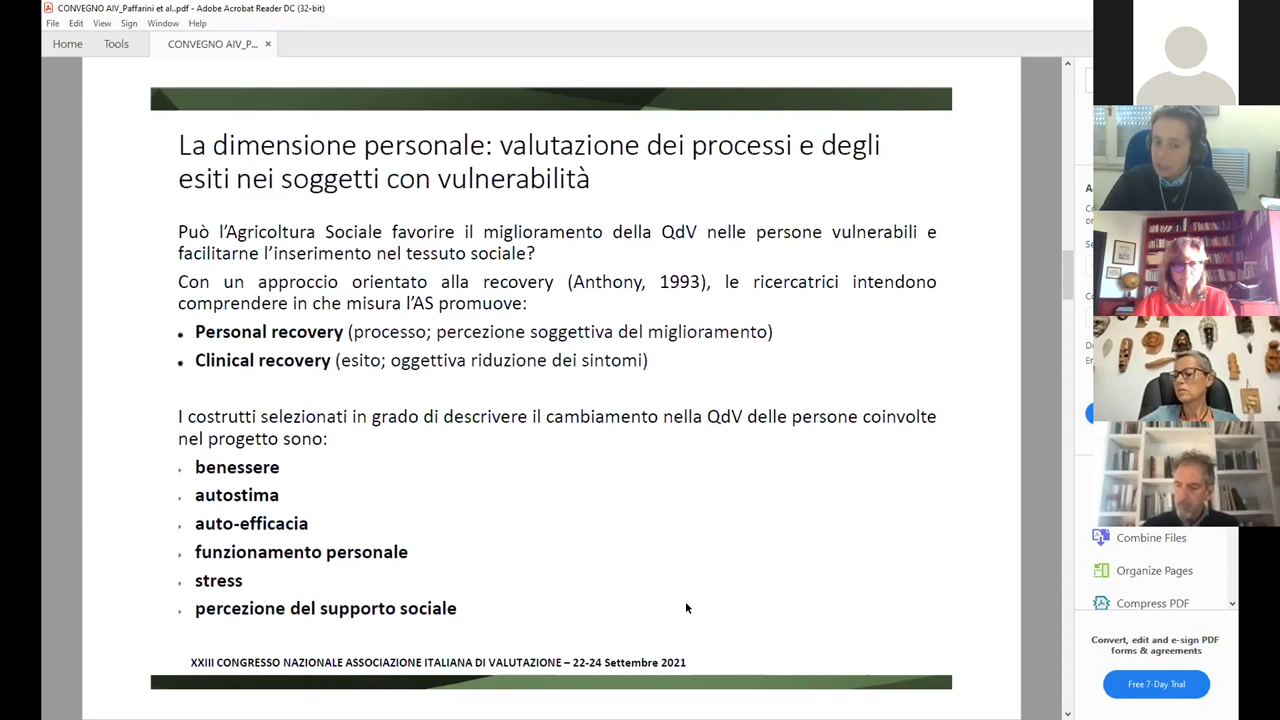 CONVEGNO AIV_Paffarini et al..pdf - Adobe Acrobat Reader DC (32-bit)
File Edit View Sign Window Help
Home Tools CONVEGNO AIV_P... ×
La dimensione personale: valutazione dei processi e degli
esiti nei soggetti con vulnerabilità
Può l'Agricoltura Sociale favorire il miglioramento della QdV nelle persone vulnerabili e
facilitarne l'inserimento nel tessuto sociale?
Con un approccio orientato alla recovery (Anthony, 1993), le ricercatrici intendono
comprendere in che misura l'AS promuove:
Personal recovery (processo; percezione soggettiva del miglioramento)
Clinical recovery (esito; oggettiva riduzione dei sintomi)
I costrutti selezionati in grado di descrivere il cambiamento nella QdV delle persone coinvolte
nel progetto sono:
benessere
autostima
auto-efficacia
funzionamento personale
stress
percezione del supporto sociale
XXIII CONGRESSO NAZIONALE ASSOCIAZIONE ITALIANA DI VALUTAZIONE – 22-24 Settembre 2021
Combine Files
Organize Pages
Compress PDF
Convert, edit and e-sign PDF
forms & agreements
Free 7-Day Trial